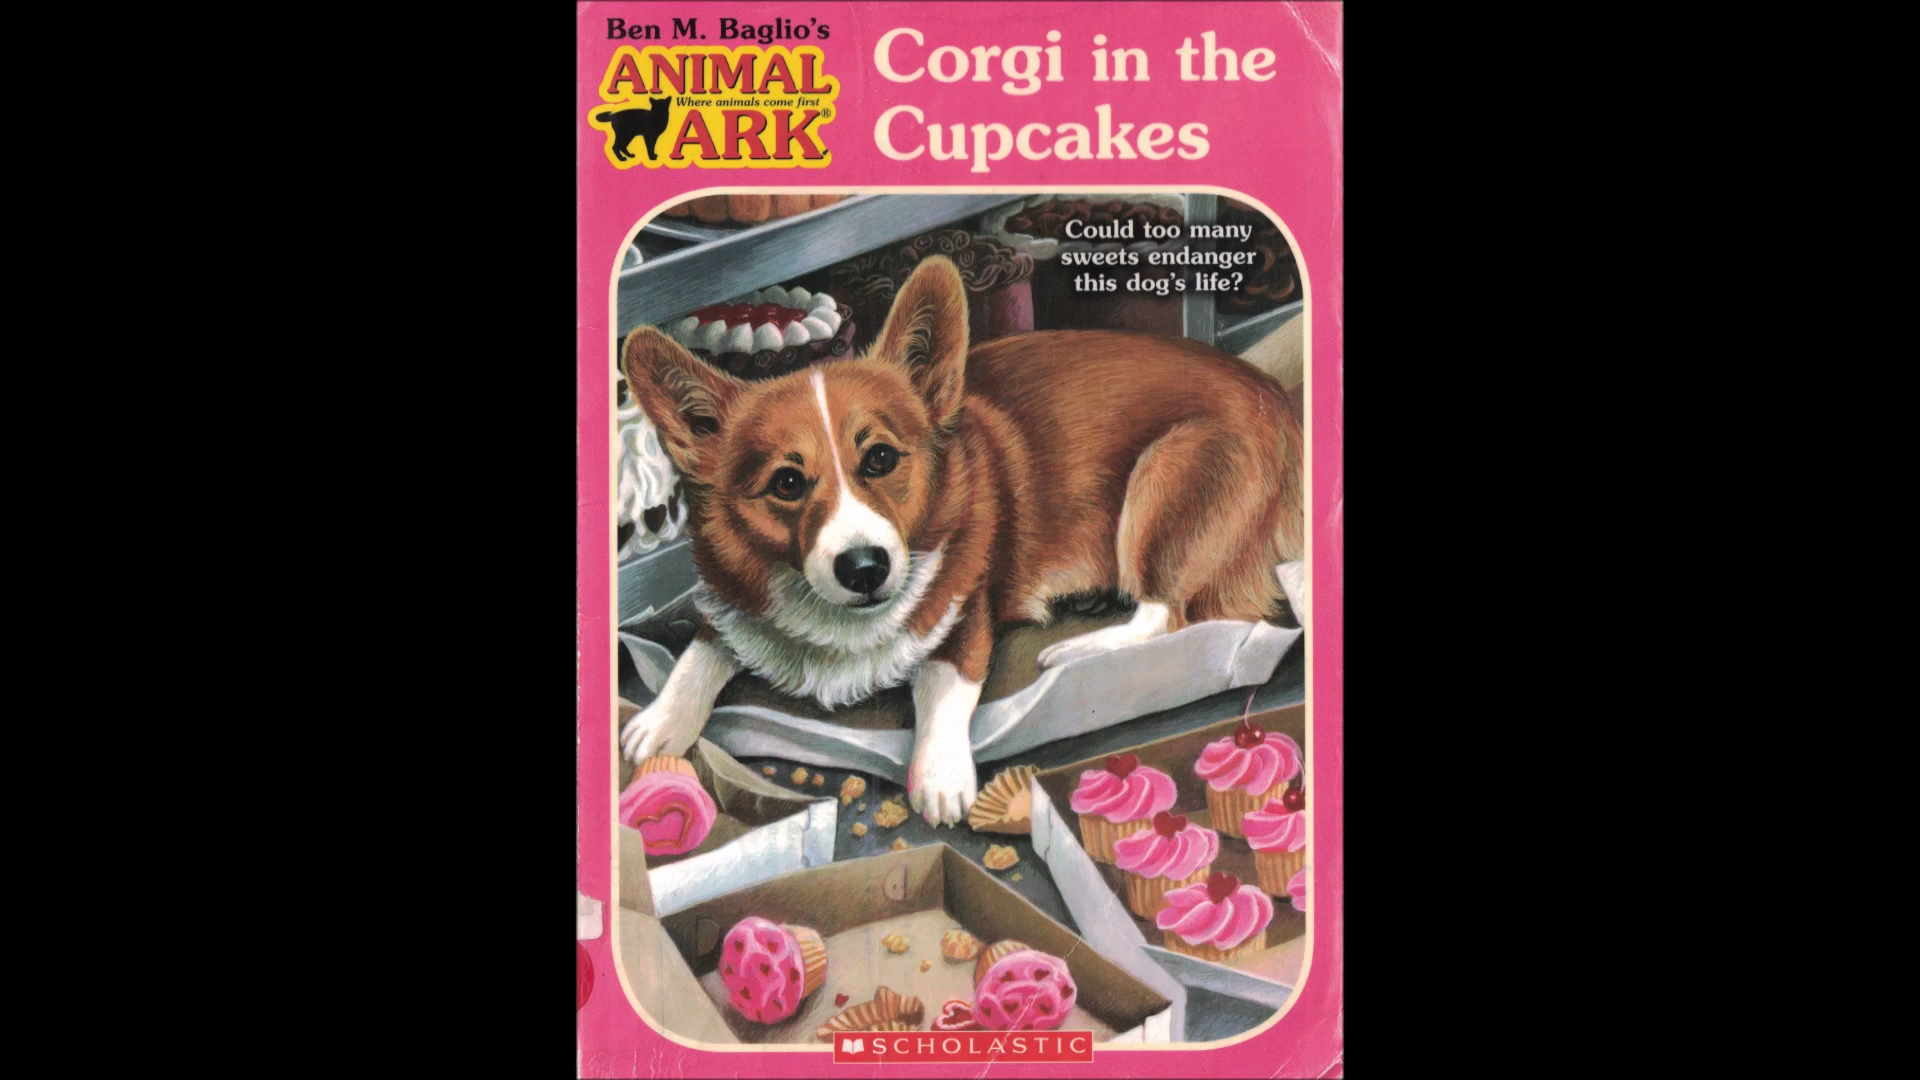 Ben M. Baglio's
ANIMAL
Where animals come first
ARK®
Corgi in the
Cupcakes
Could too many
sweets endanger
this dog's life?
SCHOLASTIC